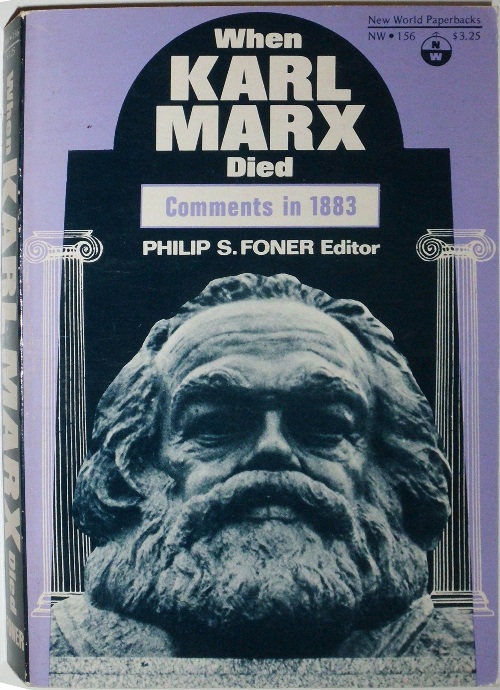 New World Paperbacks
NW • 156
N
W
$3.25
When
KARL
MARX
Died
Comments in 1883
PHILIP S. FONER Editor
When KARL MARX Died